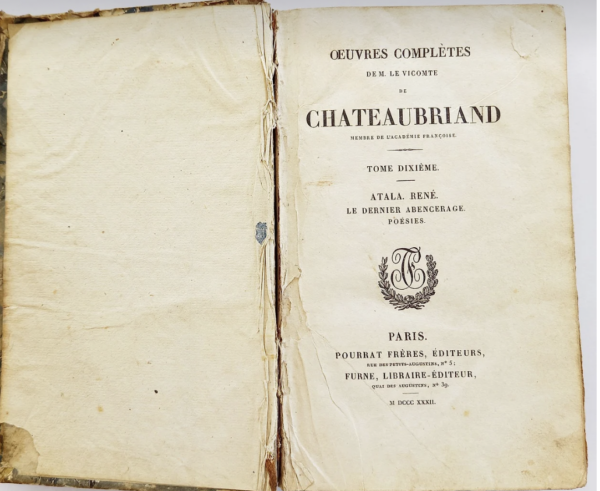 ŒUVRES COMPLÈTES
DE M. LE VICOMTE
DE
CHATEAUBRIAND
MEMBRE DE L'ACADÉMIE FRANÇOISE.
TOME DIXIÈME.
ATALA. RENÉ.
LE DERNIER ABENCERAGE.
POÉSIES.
PARIS.
POURRAT FRÈRES, ÉDITEURS,
RUE DES PETITS-AUGUSTINS, Nº 5;
FURNE, LIBRAIRE-ÉDITEUR,
QUAI DES AUGUSTINS, Nº 39.
M DCCC XXXII.